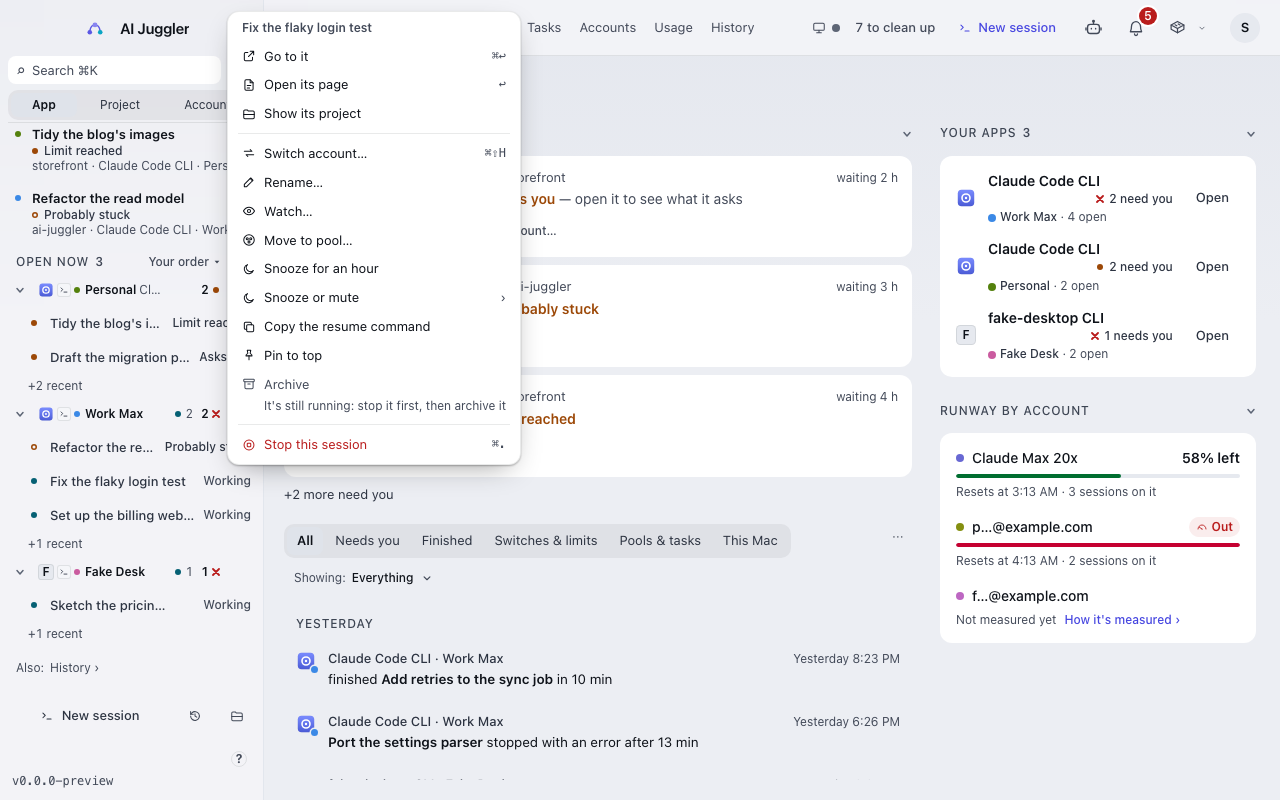 AI Juggler
Tasks
Accounts
Usage
History
7 to clean up
New session
5
S
Search ⌘K
App
Project
Accoun
Tidy the blog's images
Limit reached
storefront · Claude Code CLI · Pers
Refactor the read model
Probably stuck
ai-juggler · Claude Code CLI · Work
OPEN NOW 3
Your order
Personal Cl...
2
Tidy the blog's i...
Limit reac
Draft the migration p...
Asks
+2 recent
Work Max
2
2
Refactor the re...
Probably st
Fix the flaky login test
Working
Set up the billing web...
Working
+1 recent
F
Fake Desk
1
1
Sketch the pricin...
Working
+1 recent
Also: History ›
New session
?
v0.0.0-preview
Fix the flaky login test
Go to it ⌘↩
Open its page ↩
Show its project
Switch account... ⌘⇧H
Rename...
Watch...
Move to pool...
Snooze for an hour
Snooze or mute ›
Copy the resume command
Pin to top
Archive
It's still running: stop it first, then archive it
Stop this session ⌘.
orefront
waiting 2 h
s you — open it to see what it asks
ount...
i-juggler
waiting 3 h
bably stuck
orefront
waiting 4 h
reached
+2 more need you
All
Needs you
Finished
Switches & limits
Pools & tasks
This Mac
...
Showing: Everything
YESTERDAY
Claude Code CLI · Work Max
Yesterday 8:23 PM
finished Add retries to the sync job in 10 min
Claude Code CLI · Work Max
Yesterday 6:26 PM
Port the settings parser stopped with an error after 13 min
YOUR APPS 3
Claude Code CLI
2 need you
Work Max · 4 open
Open
Claude Code CLI
2 need you
Personal · 2 open
Open
F
fake-desktop CLI
1 needs you
Fake Desk · 2 open
Open
RUNWAY BY ACCOUNT
Claude Max 20x
58% left
Resets at 3:13 AM · 3 sessions on it
p...@example.com
Out
Resets at 4:13 AM · 2 sessions on it
f...@example.com
Not measured yet
How it's measured ›